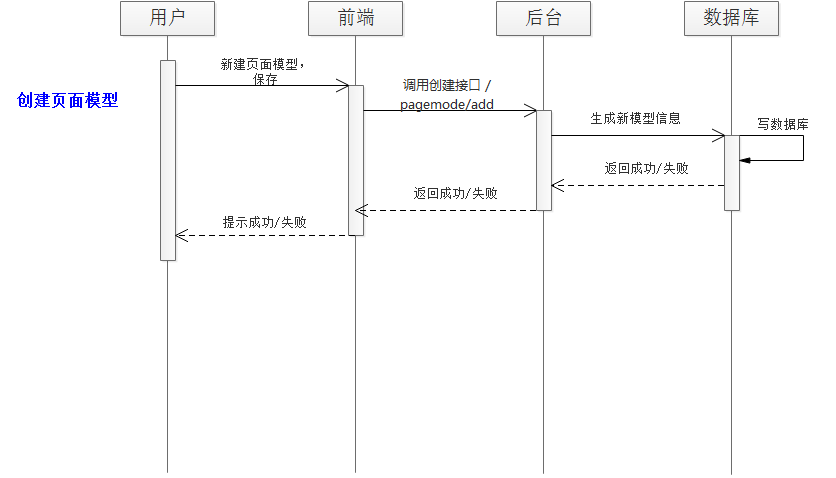 用户
前端
后台
数据库
创建页面模型
新建页面模型，
保存
调用创建接口 /
pagemode/add
生成新模型信息
写数据库
返回成功/失败
返回成功/失败
提示成功/失败